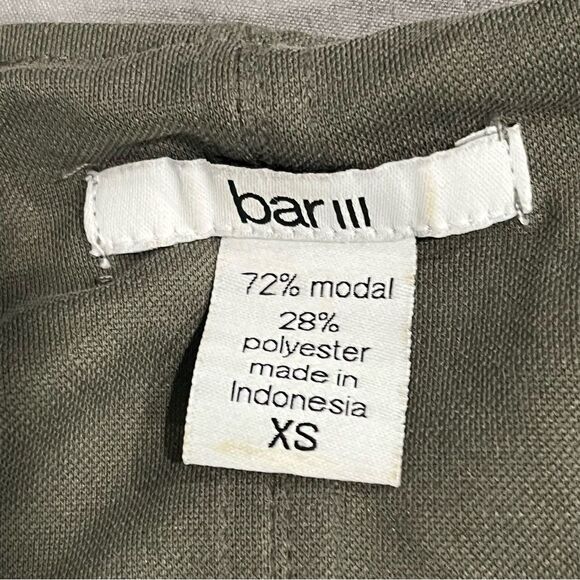 bar III
72% modal
28%
polyester
made in
Indonesia
XS